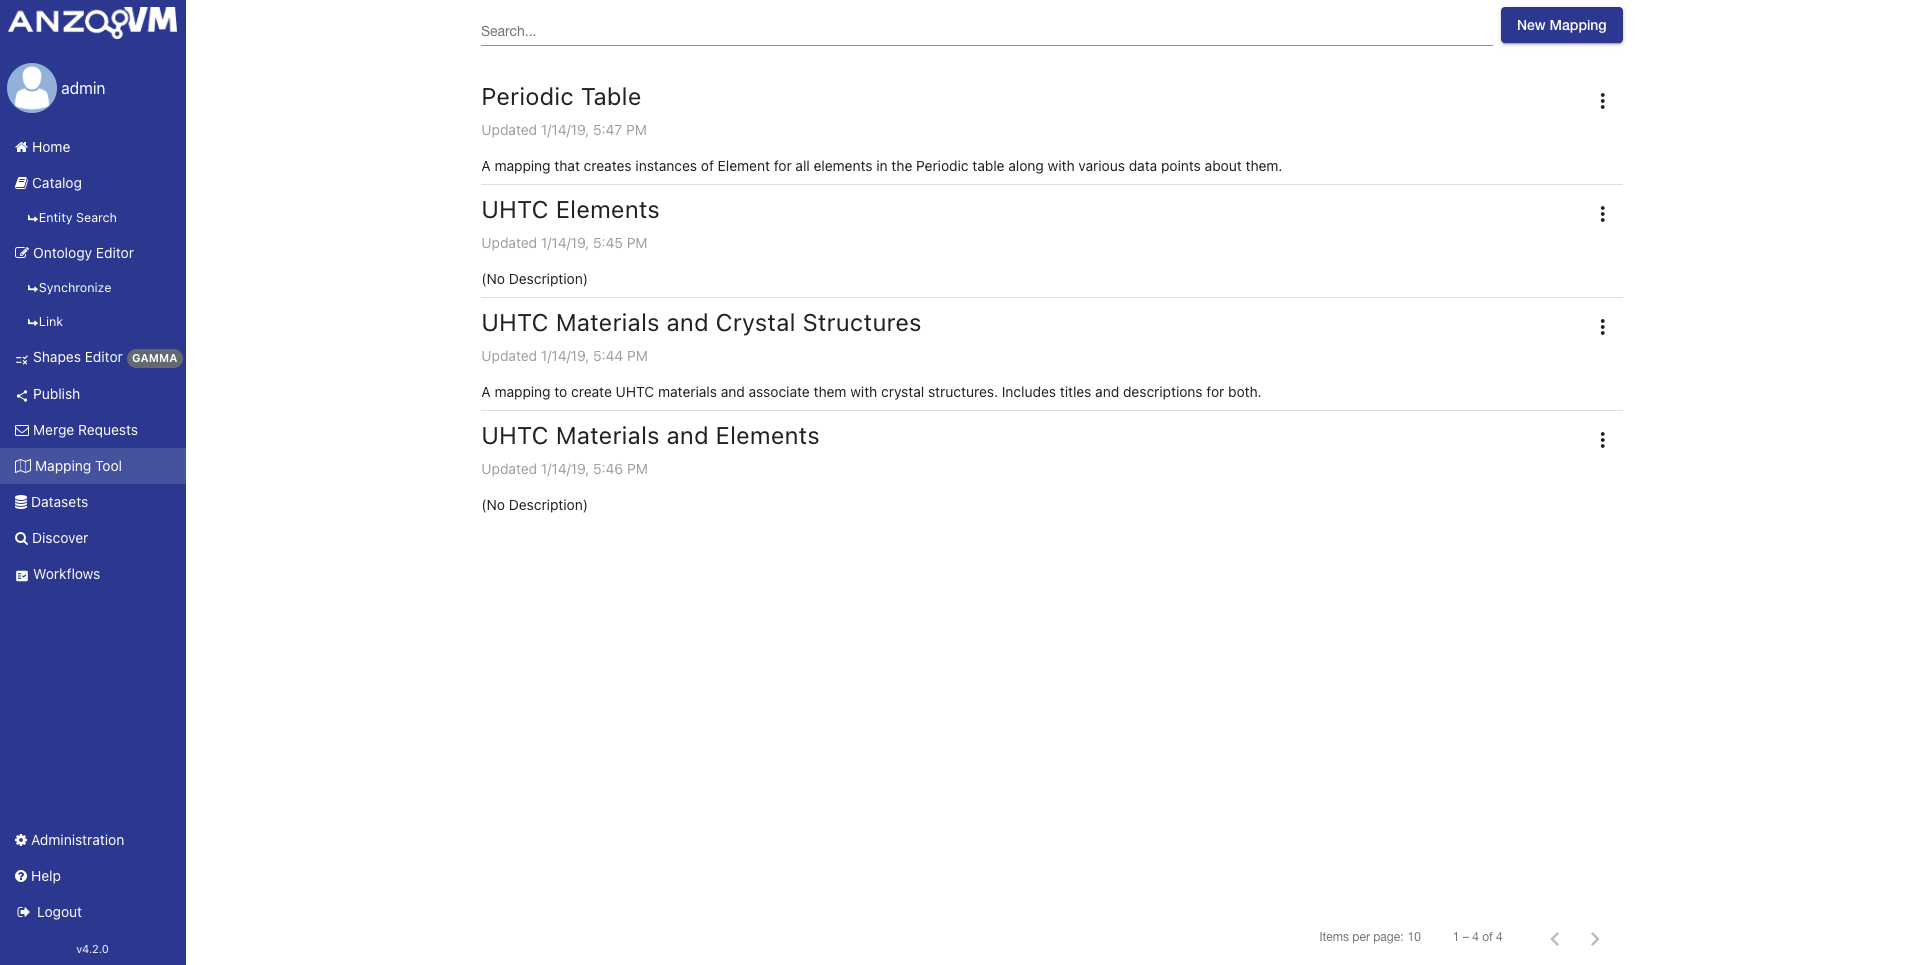 ANZOVM
admin
Home
Catalog
Entity Search
Ontology Editor
Synchronize
Link
Shapes Editor GAMMA
Publish
Merge Requests
Mapping Tool
Datasets
Discover
Workflows
Administration
Help
Logout
v4.2.0
Search...
New Mapping
Periodic Table
Updated 1/14/19, 5:47 PM
A mapping that creates instances of Element for all elements in the Periodic table along with various data points about them.
UHTC Elements
Updated 1/14/19, 5:45 PM
(No Description)
UHTC Materials and Crystal Structures
Updated 1/14/19, 5:44 PM
A mapping to create UHTC materials and associate them with crystal structures. Includes titles and descriptions for both.
UHTC Materials and Elements
Updated 1/14/19, 5:46 PM
(No Description)
Items per page: 10 1 – 4 of 4